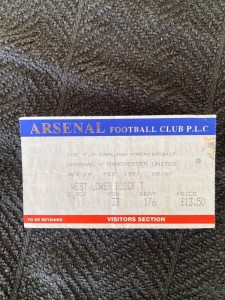 ARSENAL FOOTBALL CLUB P.L.C
THE F.A CARLING PREMIERSHIP
ARSENAL V MANCHESTER UNITED
FEB 1997
WEST LOWER BLOCK T
SEAT PRICE
33 176 £13.50
TO BE RETAINED VISITORS SECTION